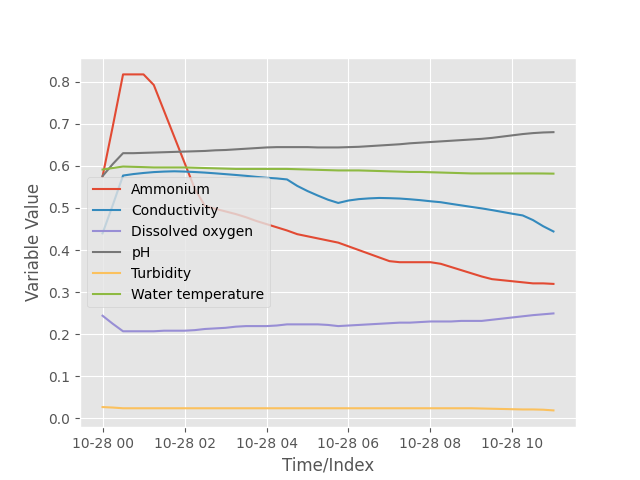 0.8
0.7
0.6
0.5
0.4
0.3
0.2
0.1
0.0
Variable Value
Ammonium
Conductivity
Dissolved oxygen
pH
Turbidity
Water temperature
10-28 00 10-28 02 10-28 04 10-28 06 10-28 08 10-28 10
Time/Index